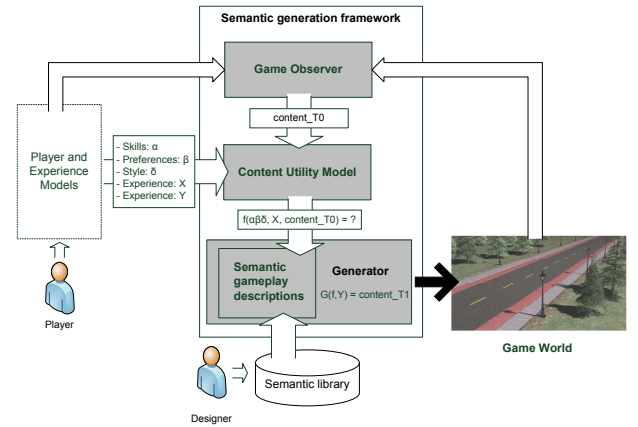 Semantic generation framework
Game Observer
content_T0
Player and
Experience
Models
- Skills: α
- Preferences: β
- Style: δ
- Experience: X
- Experience: Y
Content Utility Model
f(αβδ, X, content_T0) = ?
Semantic
gameplay
descriptions
Generator
G(f,Y) = content_T1
Player
Game World
Semantic library
Designer